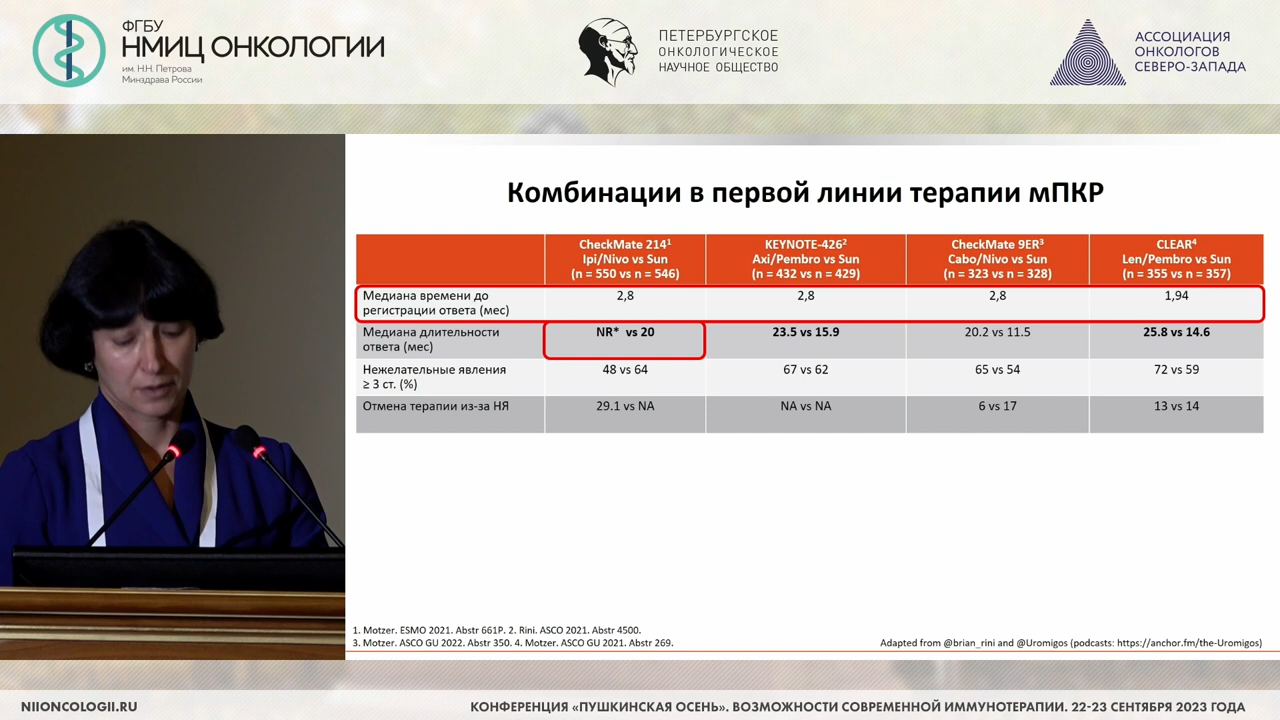 ФГБУ
НМИЦ ОНКОЛОГИИ
им. Н.Н. Петрова
Минздрава России
ПЕТЕРБУРГСКОЕ
ОНКОЛОГИЧЕСКОЕ
НАУЧНОЕ ОБЩЕСТВО
АССОЦИАЦИЯ
ОНКОЛОГОВ
СЕВЕРО-ЗАПАДА
Комбинации в первой линии терапии мПКР
CheckMate 214¹
Ipi/Nivo vs Sun
(n = 550 vs n = 546)
KEYNOTE-426²
Axi/Pembro vs Sun
(n = 432 vs n = 429)
CheckMate 9ER³
Cabo/Nivo vs Sun
(n = 323 vs n = 328)
CLEAR⁴
Len/Pembro vs Sun
(n = 355 vs n = 357)
Медиана времени до
регистрации ответа (мес)
2,8
2,8
2,8
1,94
Медиана длительности
ответа (мес)
NR* vs 20
23.5 vs 15.9
20.2 vs 11.5
25.8 vs 14.6
Нежелательные явления
≥ 3 ст. (%)
48 vs 64
67 vs 62
65 vs 54
72 vs 59
Отмена терапии из-за НЯ
29.1 vs NA
NA vs NA
6 vs 17
13 vs 14
1. Motzer. ESMO 2021. Abstr 661P. 2. Rini. ASCO 2021. Abstr 4500.
3. Motzer. ASCO GU 2022. Abstr 350. 4. Motzer. ASCO GU 2021. Abstr 269.
Adapted from @brian_rini and @Uromigos (podcasts: https://anchor.fm/the-Uromigos)
NIIONCOLOGII.RU
КОНФЕРЕНЦИЯ «ПУШКИНСКАЯ ОСЕНЬ». ВОЗМОЖНОСТИ СОВРЕМЕННОЙ ИММУНОТЕРАПИИ. 22-23 СЕНТЯБРЯ 2023 ГОДА